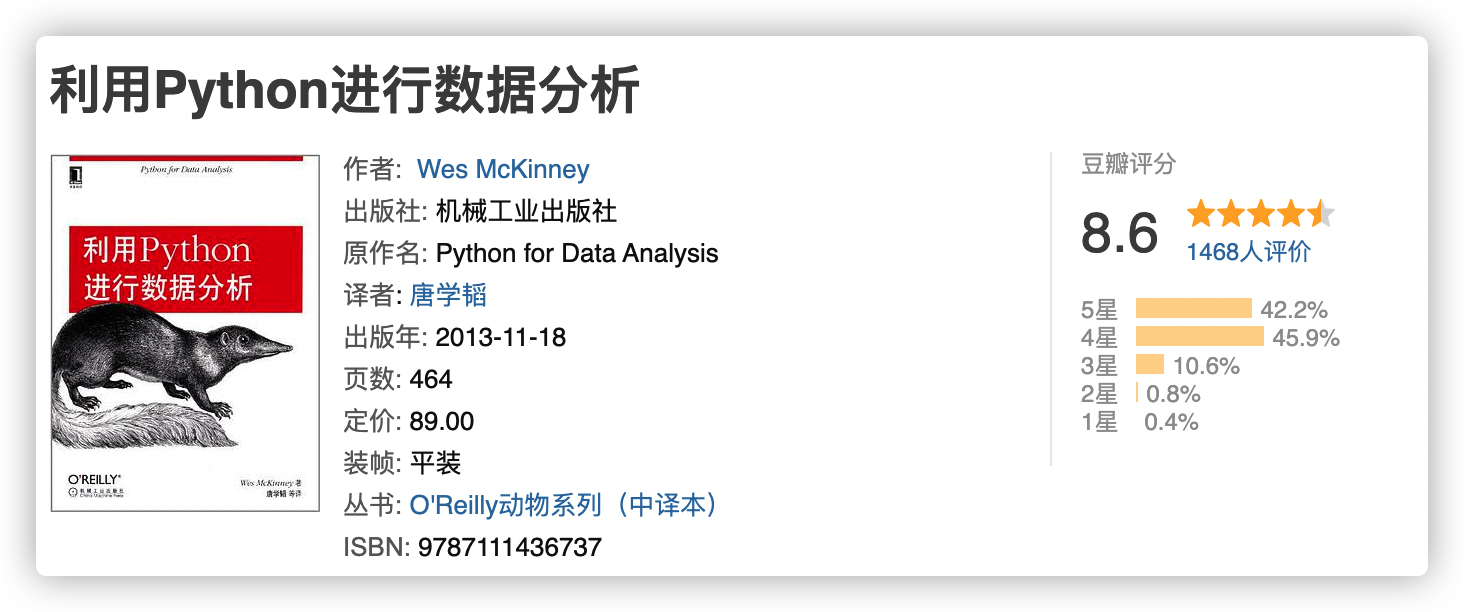 利用Python进行数据分析
Python for Data Analysis
利用Python
进行数据分析
O'REILLY®
机械工业出版社
China Machine Press
Wes McKinney 著
唐学韬 等译
作者: Wes McKinney
出版社: 机械工业出版社
原作名: Python for Data Analysis
译者: 唐学韬
出版年: 2013-11-18
页数: 464
定价: 89.00
装帧: 平装
丛书: O'Reilly动物系列（中译本）
ISBN: 9787111436737
豆瓣评分
8.6
1468人评价
5星 42.2%
4星 45.9%
3星 10.6%
2星 0.8%
1星 0.4%